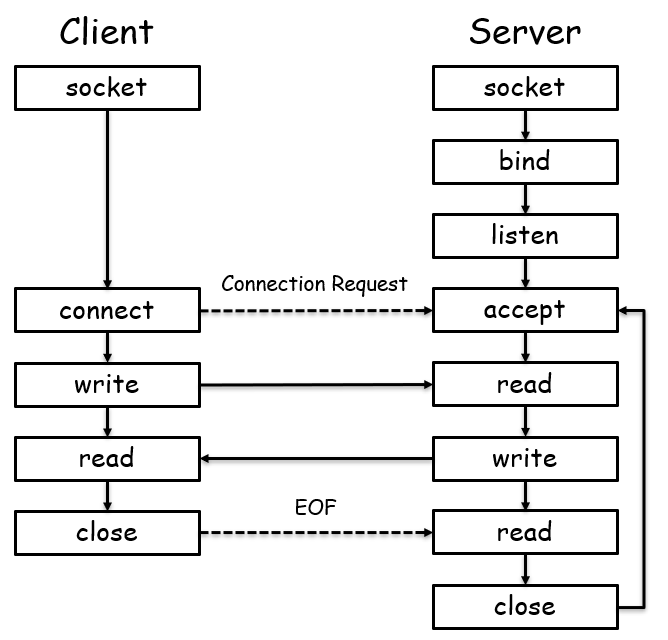 Client
Server
socket
socket
bind
listen
Connection Request
connect
accept
write
read
read
write
EOF
close
read
close